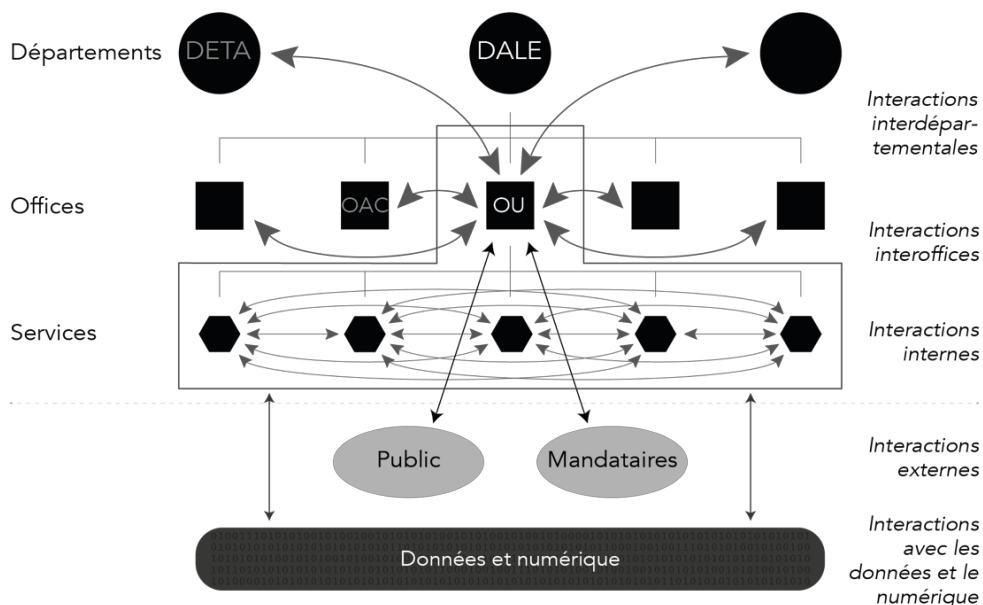 Départements
DETA
DALE
Interactions
interdépar-
tementales
Offices
OAC
OU
Interactions
interoffices
Services
Interactions
internes
Public
Mandataires
Interactions
externes
Données et numérique
Interactions
avec les
données et le
numérique